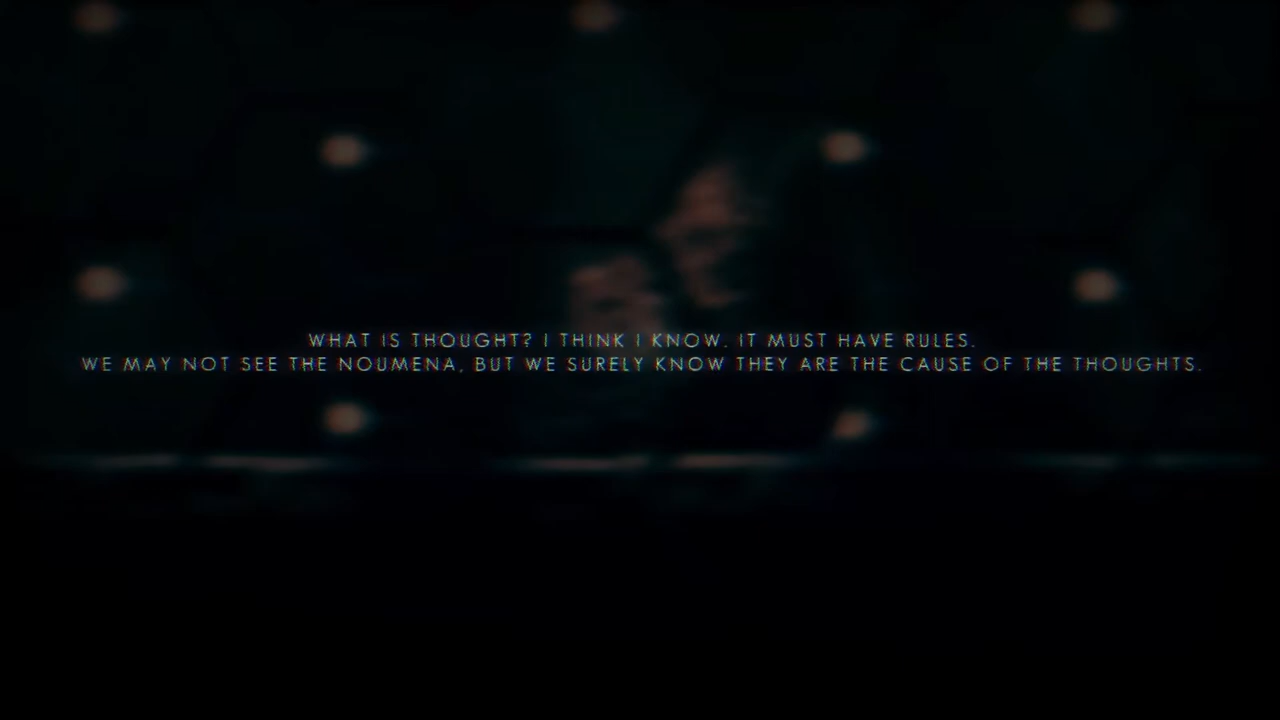 WHAT IS THOUGHT? I THINK I KNOW. IT MUST HAVE RULES.
WE MAY NOT SEE THE NOUMENA, BUT WE SURELY KNOW THEY ARE THE CAUSE OF THE THOUGHTS.